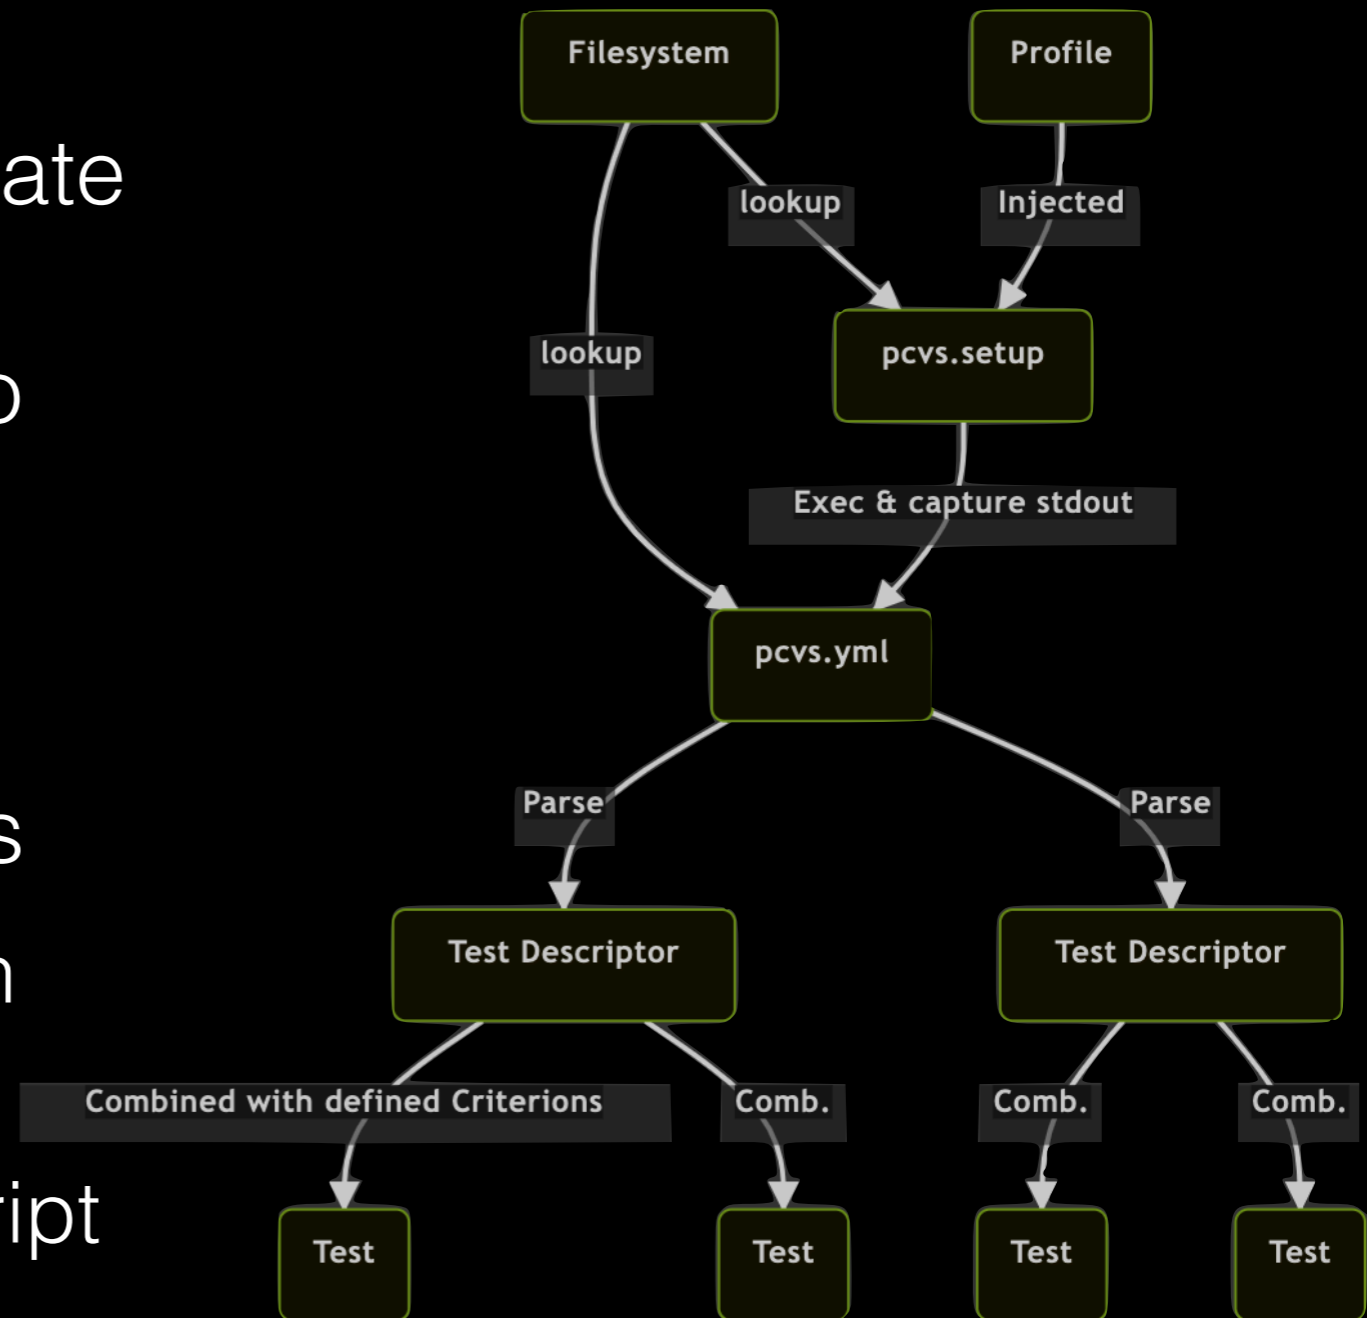 ate
o
s
n
ript
Filesystem
Profile
lookup
Injected
lookup
pcvs.setup
Exec & capture stdout
pcvs.yml
Parse
Parse
Test Descriptor
Test Descriptor
Combined with defined Criterions
Comb.
Comb.
Comb.
Test
Test
Test
Test